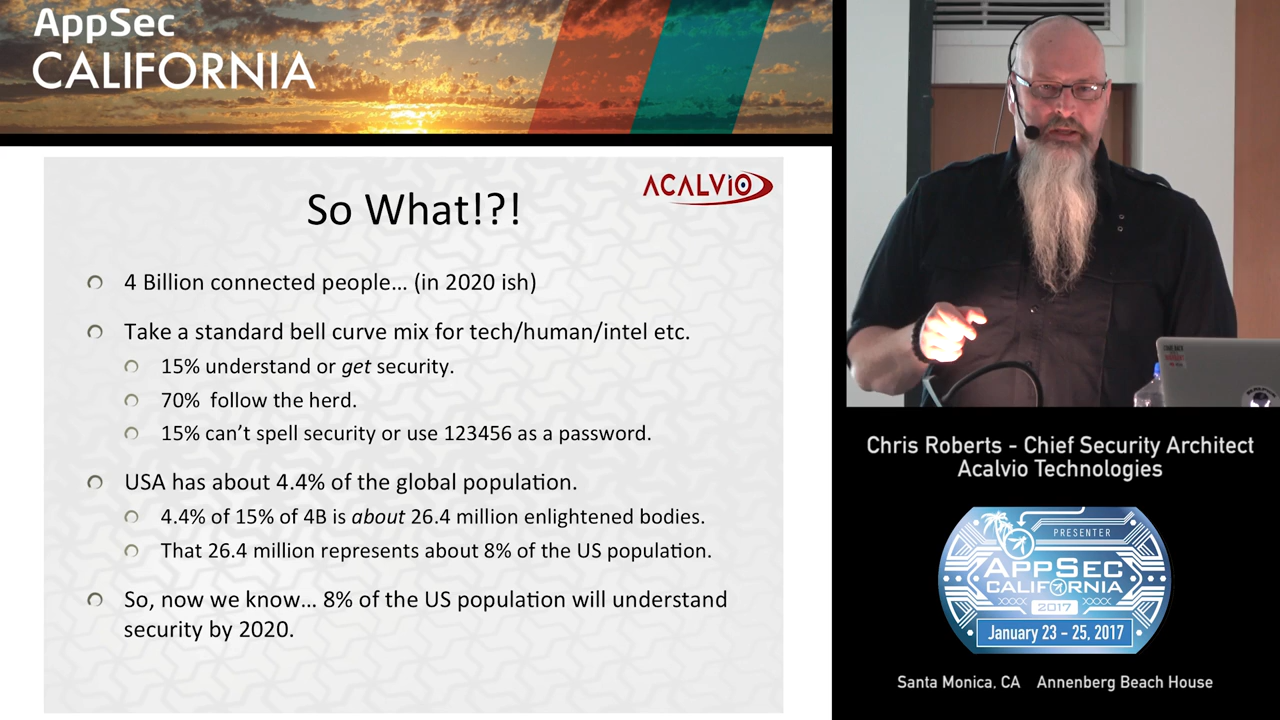 AppSec
CALIFORNIA
ACALVIO
So What!?!
4 Billion connected people... (in 2020 ish)
Take a standard bell curve mix for tech/human/intel etc.
15% understand or get security.
70%  follow the herd.
15% can't spell security or use 123456 as a password.
USA has about 4.4% of the global population.
4.4% of 15% of 4B is about 26.4 million enlightened bodies.
That 26.4 million represents about 8% of the US population.
So, now we know... 8% of the US population will understand
security by 2020.
Chris Roberts - Chief Security Architect
Acalvio Technologies
PRESENTER
APPSEC
CALIFORNIA
2017
January 23 - 25, 2017
Santa Monica, CA    Annenberg Beach House